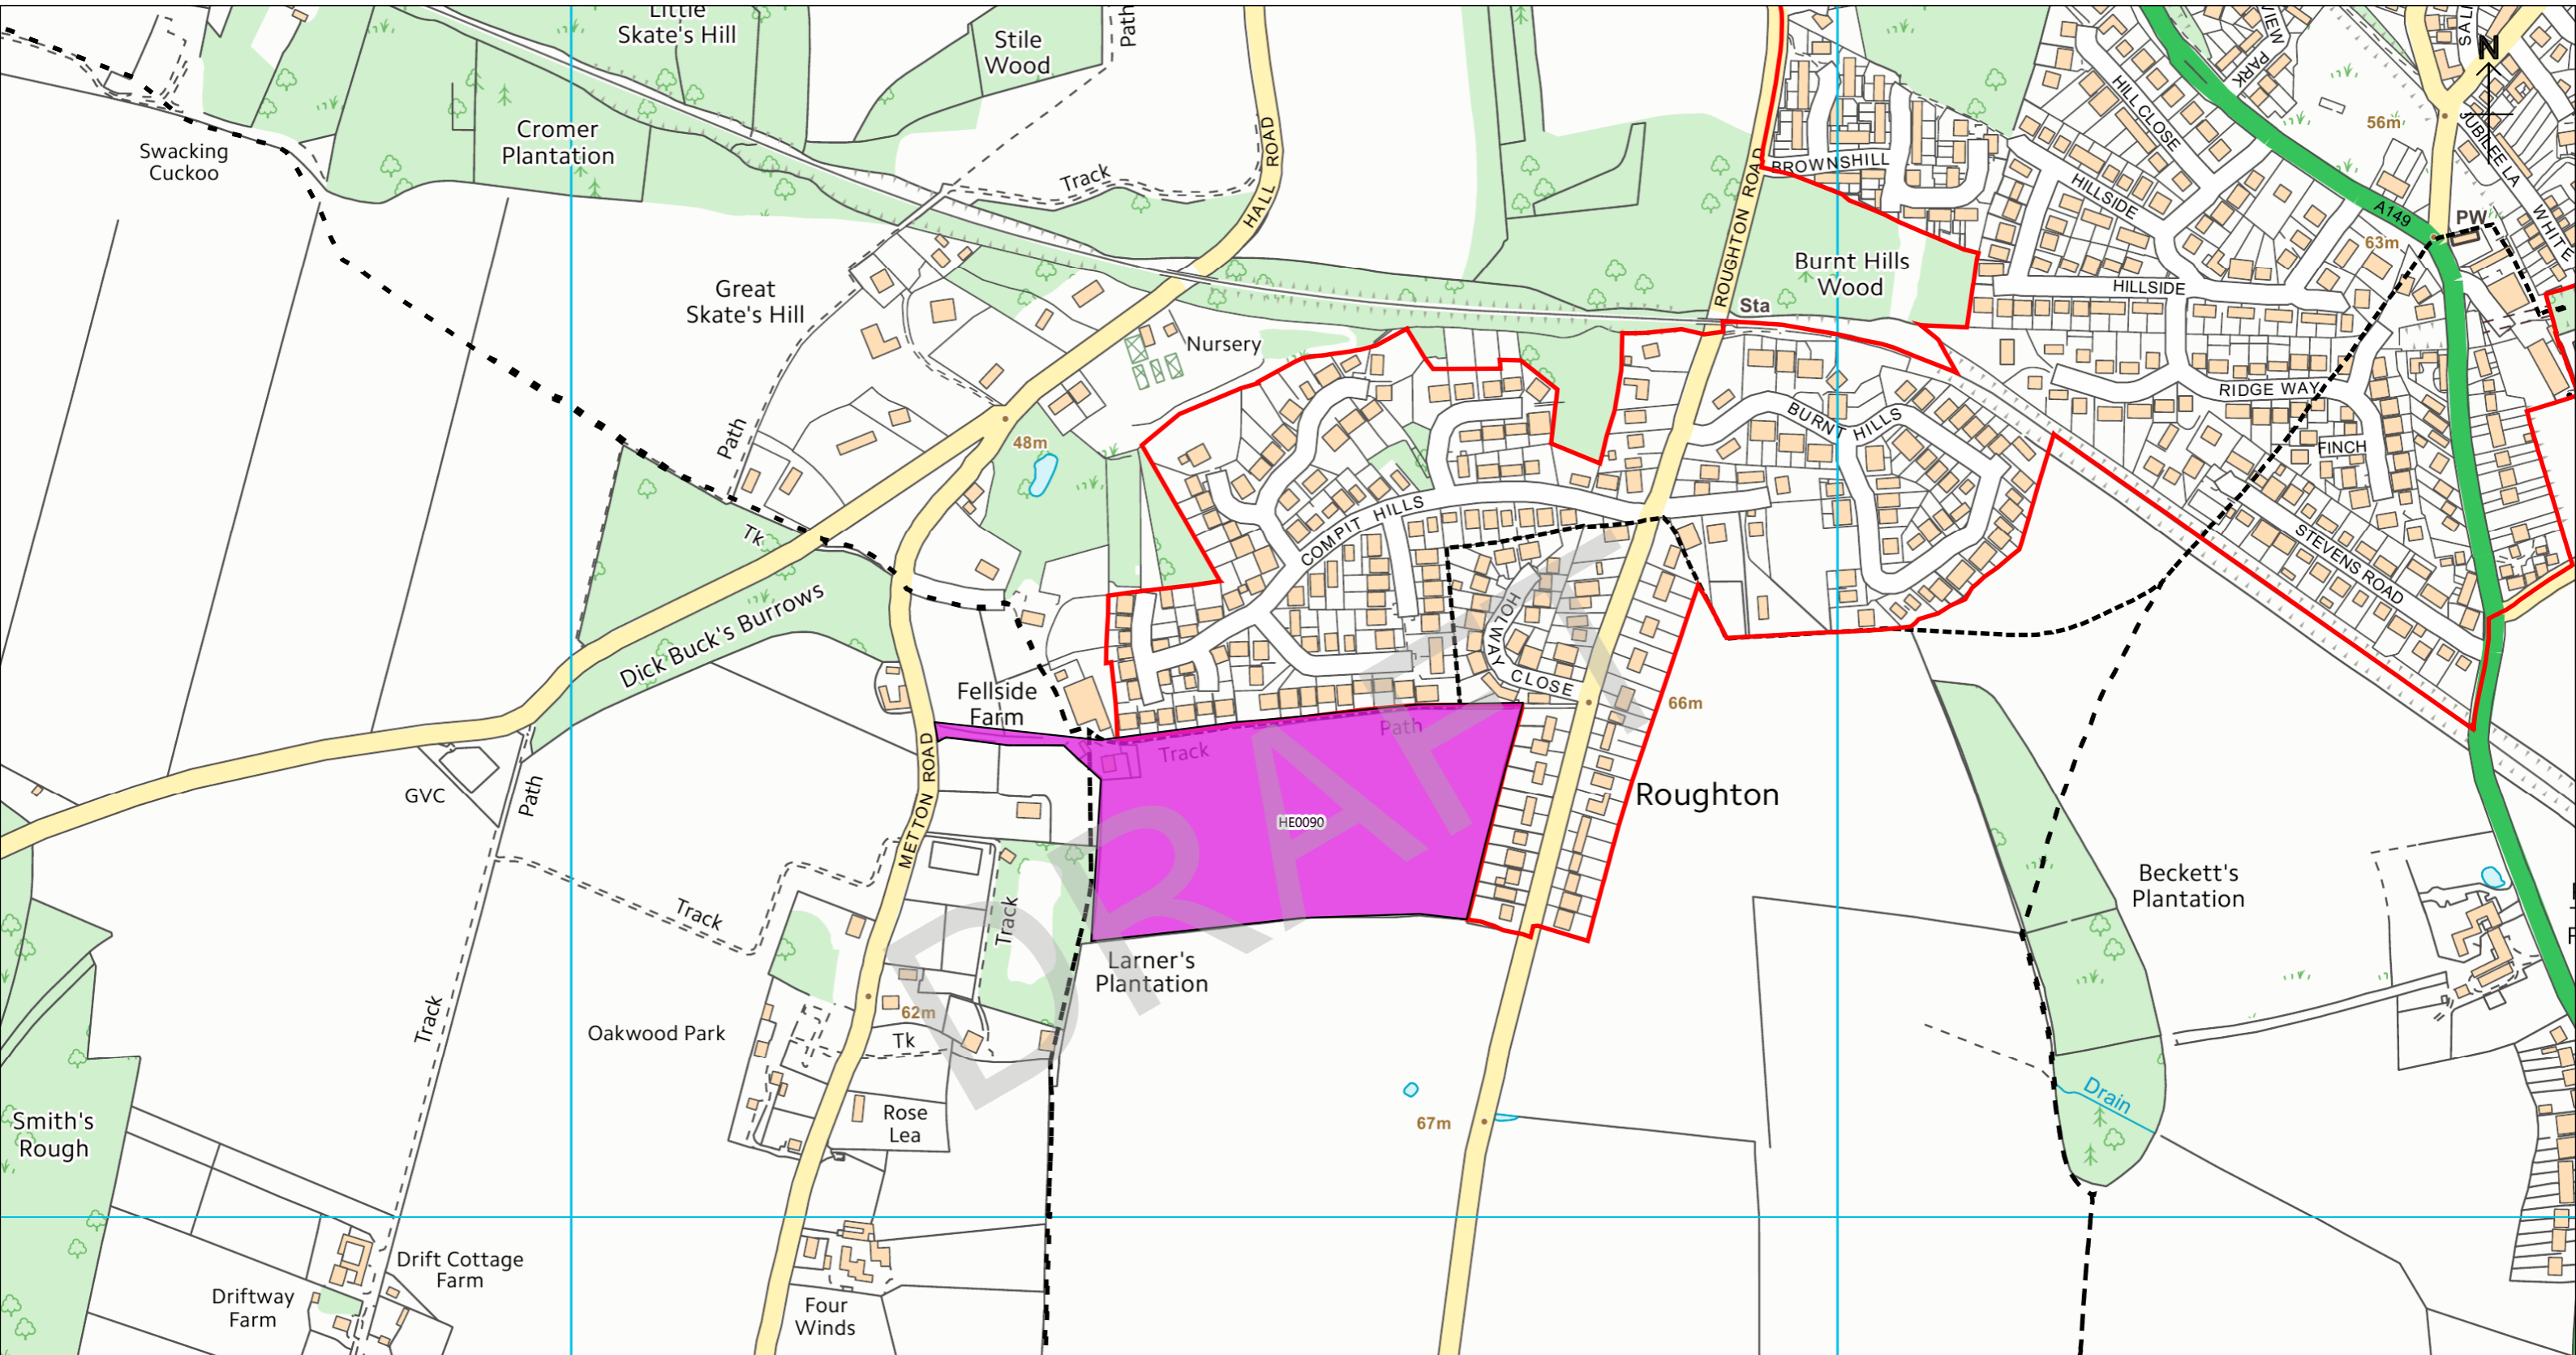 Little
Skate's Hill
Stile
Wood
Path
VIEW
PARK
SALI
N
HILL CLOSE
56m
JUBILEE LA
Cromer
Plantation
Swacking
Cuckoo
HALL ROAD
Track
ROUGHTON ROAD
BROWNSHILL
HILLSIDE
A149
PW
WHITE
63m
Great
Skate's Hill
Burnt Hills
Wood
HILLSIDE
Sta
Nursery
RIDGE WAY
BURNT HILLS
FINCH
Path
48m
COMPIT HILLS
STEVENS ROAD
Tk
Dick Buck's Burrows
HOLWAY CLOSE
Fellside
Farm
66m
Path
Track
METTON ROAD
Roughton
GVC
Path
HE0090
DRAFT
Beckett's
Plantation
Track
Track
Larner's
Plantation
Track
Oakwood Park
62m
Tk
Drain
Smith's
Rough
Rose
Lea
67m
Drift Cottage
Farm
Driftway
Farm
Four
Winds